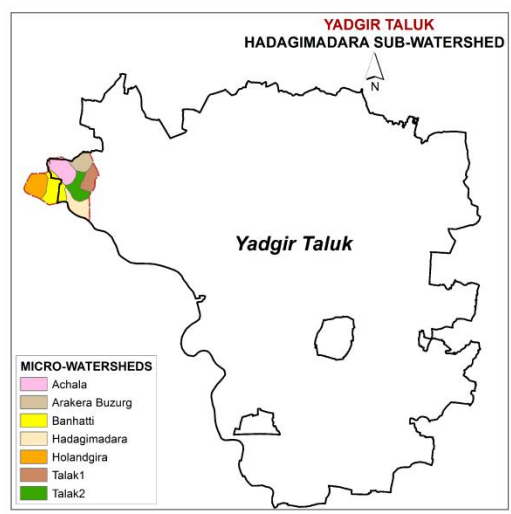 YADGIR TALUK
HADAGIMADARA SUB-WATERSHED
N
Yadgir Taluk
MICRO-WATERSHEDS
Achala
Arakera Buzurg
Banhatti
Hadagimadara
Holandgira
Talak1
Talak2